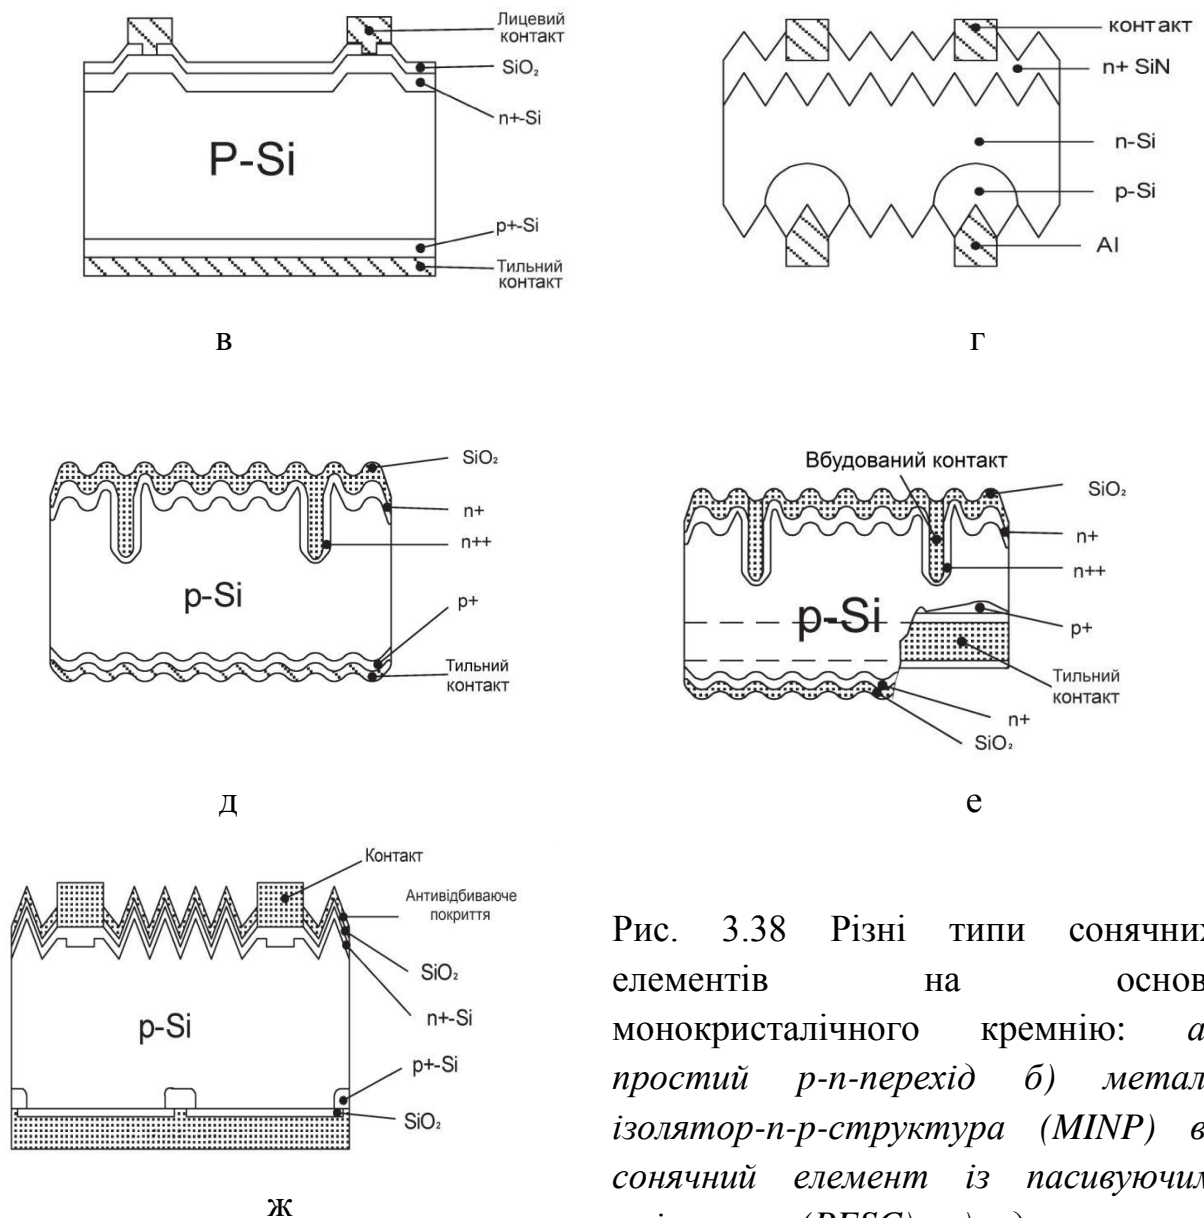 Лицевий
контакт
SiO₂
n+-Si
P-Si
p+-Si
Тильний
контакт
в
контакт
n+ SiN
n-Si
p-Si
Al
г
SiO₂
n+
n++
p-Si
p+
Тильний
контакт
д
Вбудований контакт
SiO₂
n+
n++
p-Si
p+
Тильний
контакт
n+
SiO₂
е
Контакт
Антивідбиваюче
покриття
SiO₂
n+-Si
p-Si
p+-Si
SiO₂
ж
Рис. 3.38 Різні типи сонячних
елементів на основ
монокристалічного кремнію: а
простий p-n-перехід б) метал
ізолятор-n-p-структура (MINP) в
сонячний елемент із пасивуючим